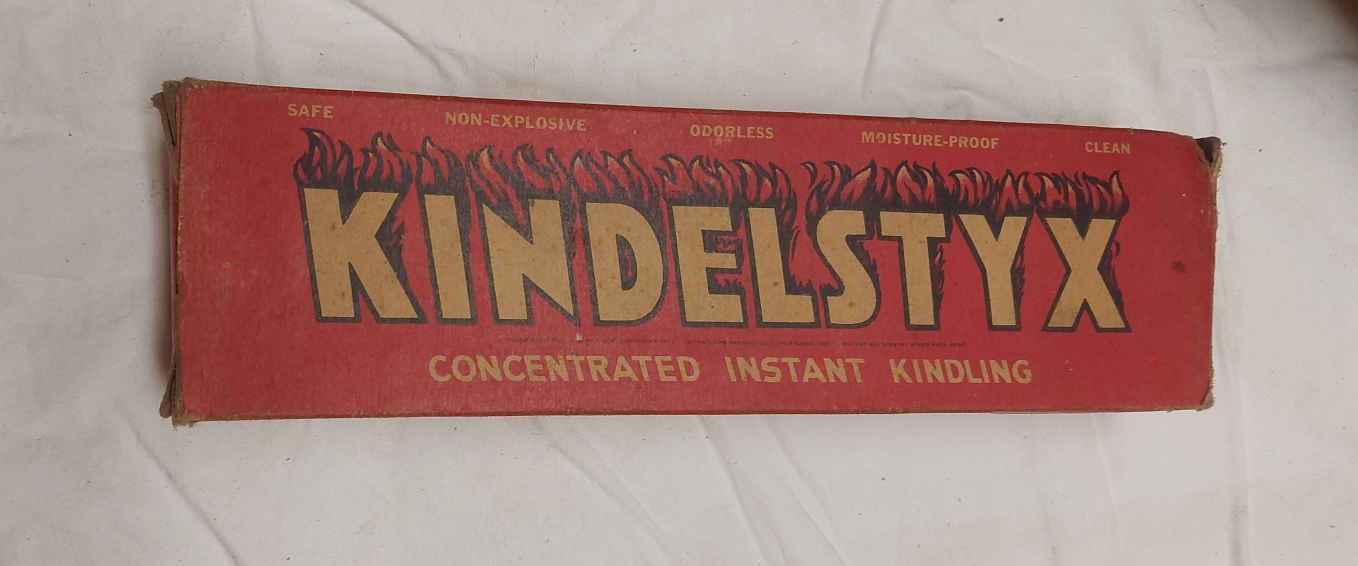 SAFE NON-EXPLOSIVE ODORLESS MOISTURE-PROOF CLEAN
KINDELSTYX
CONCENTRATED INSTANT KINDLING